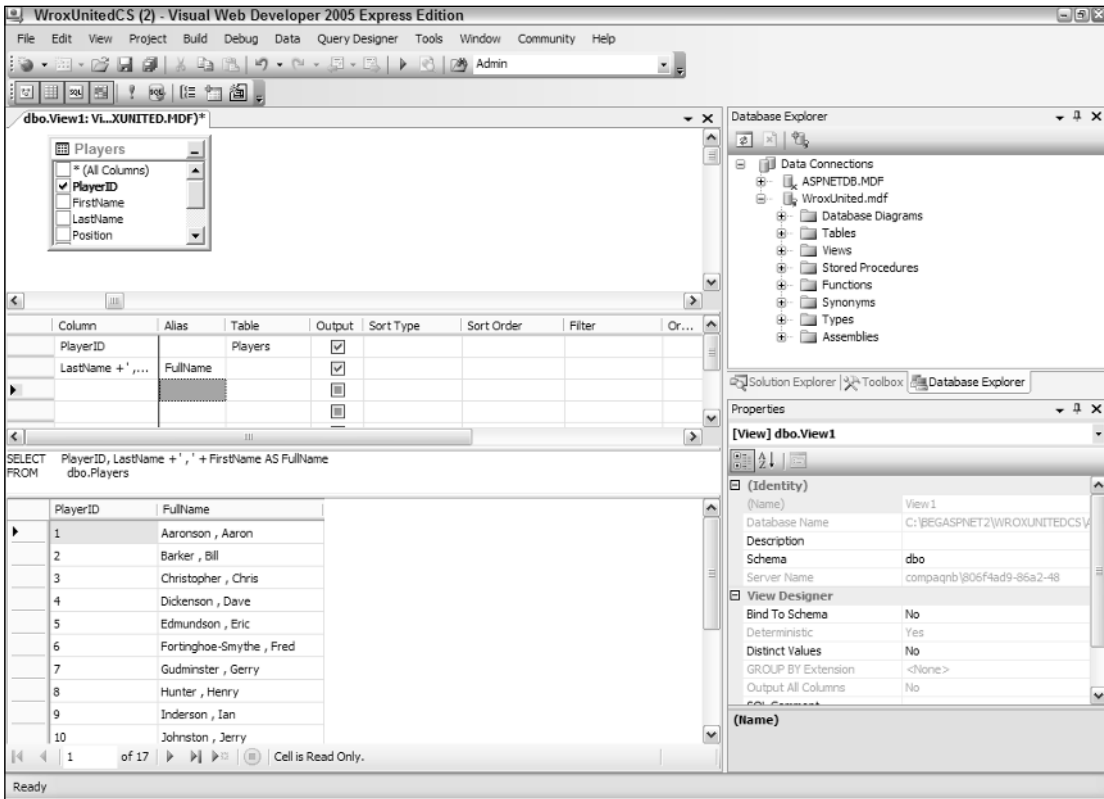 WroxUnitedCS (2) - Visual Web Developer 2005 Express Edition
File Edit View Project Build Debug Data Query Designer Tools Window Community Help
Admin
dbo.View1: Vi...XUNITED.MDF)*
Players
* (All Columns)
PlayerID
FirstName
LastName
Position
Column Alias Table Output Sort Type Sort Order Filter Or...
PlayerID Players
LastName + ' ,... FullName
SELECT PlayerID, LastName + ' , ' + FirstName AS FullName
FROM dbo.Players
PlayerID FullName
1 Aaronson , Aaron
2 Barker , Bill
3 Christopher , Chris
4 Dickenson , Dave
5 Edmundson , Eric
6 Fortinghoe-Smythe , Fred
7 Gudminster , Gerry
8 Hunter , Henry
9 Inderson , Ian
10 Johnston , Jerry
1 of 17 Cell is Read Only.
Database Explorer
Data Connections
ASPNETDB.MDF
WroxUnited.mdf
Database Diagrams
Tables
Views
Stored Procedures
Functions
Synonyms
Types
Assemblies
Solution Explorer Toolbox Database Explorer
Properties
[View] dbo.View1
(Identity)
(Name) View1
Database Name C:\BEGASPNET2\WROXUNITEDCS\
Description
Schema dbo
Server Name compaqnb\806f4ad9-86a2-48
View Designer
Bind To Schema No
Deterministic Yes
Distinct Values No
GROUP BY Extension <None>
Output All Columns No
(Name)
Ready